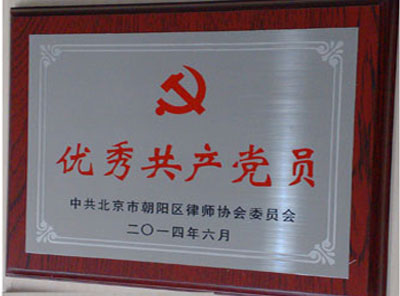 优秀共产党员
中共北京市朝阳区律师协会委员会
二〇一四年六月